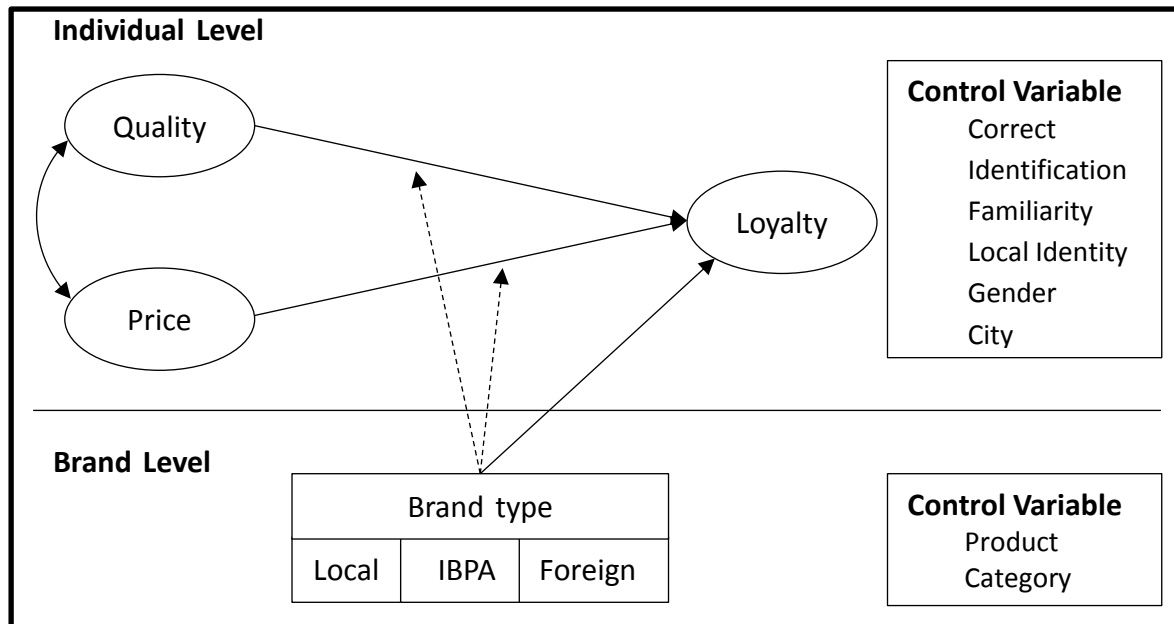 Individual Level
Quality
Price
Loyalty
Control Variable
Correct
Identification
Familiarity
Local Identity
Gender
City
Brand Level
Brand type
Local IBPA Foreign
Control Variable
Product
Category